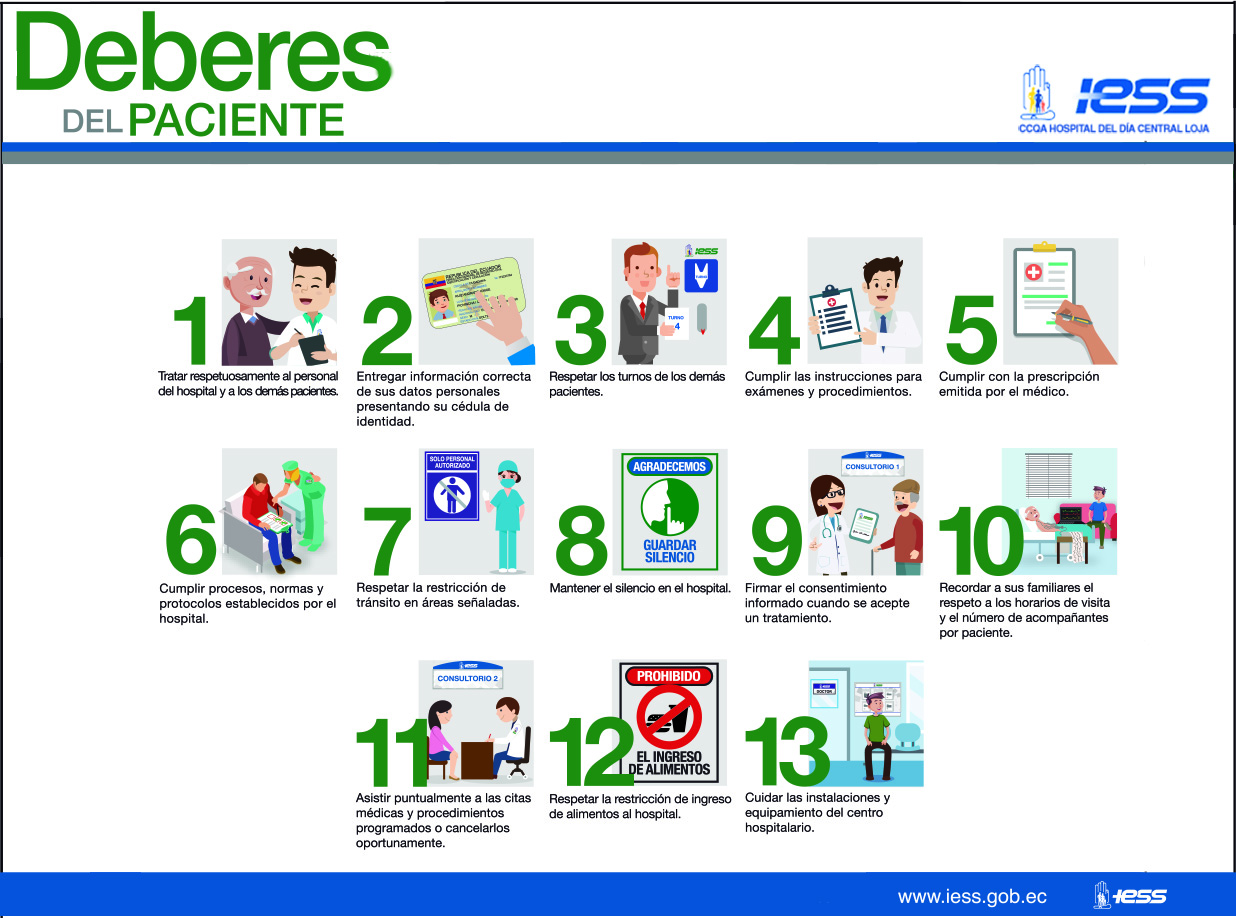 Deberes
DEL PACIENTE
IESS
CCQA HOSPITAL DEL DÍA CENTRAL LOJA
1
Tratar respetuosamente al personal
del hospital y a los demás pacientes.
REPUBLICA DEL ECUADOR
2
Entregar información correcta
de sus datos personales
presentando su cédula de
identidad.
IESS
TURNO
4
3
Respetar los turnos de los demás
pacientes.
4
Cumplir las instrucciones para
exámenes y procedimientos.
5
Cumplir con la prescripción
emitida por el médico.
6
Cumplir procesos, normas y
protocolos establecidos por el
hospital.
SOLO PERSONAL
AUTORIZADO
7
Respetar la restricción de
tránsito en áreas señaladas.
AGRADECEMOS
GUARDAR
SILENCIO
8
Mantener el silencio en el hospital.
IESS
CONSULTORIO 1
9
Firmar el consentimiento
informado cuando se acepte
un tratamiento.
10
Recordar a sus familiares el
respeto a los horarios de visita
y el número de acompañantes
por paciente.
IESS
CONSULTORIO 2
11
Asistir puntualmente a las citas
médicas y procedimientos
programados o cancelarlos
oportunamente.
PROHIBIDO
EL INGRESO
DE ALIMENTOS
12
Respetar la restricción de ingreso
de alimentos al hospital.
DOCTOR
13
Cuidar las instalaciones y
equipamiento del centro
hospitalario.
www.iess.gob.ec
IESS